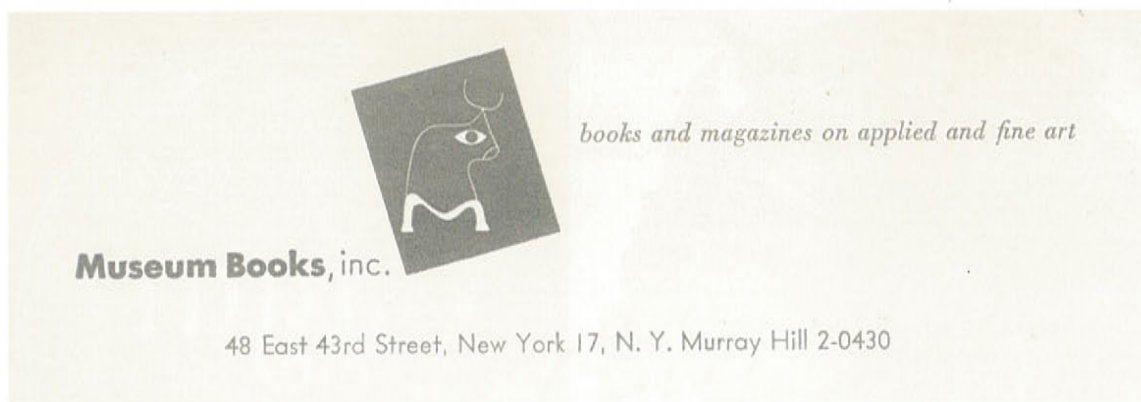 books and magazines on applied and fine art
Museum Books, inc.
48 East 43rd Street, New York 17, N. Y. Murray Hill 2-0430